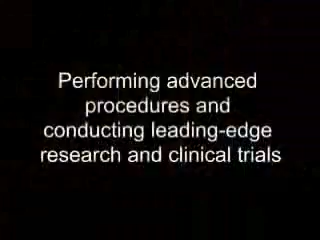 Performing advanced
procedures and
conducting leading-edge
research and clinical trials